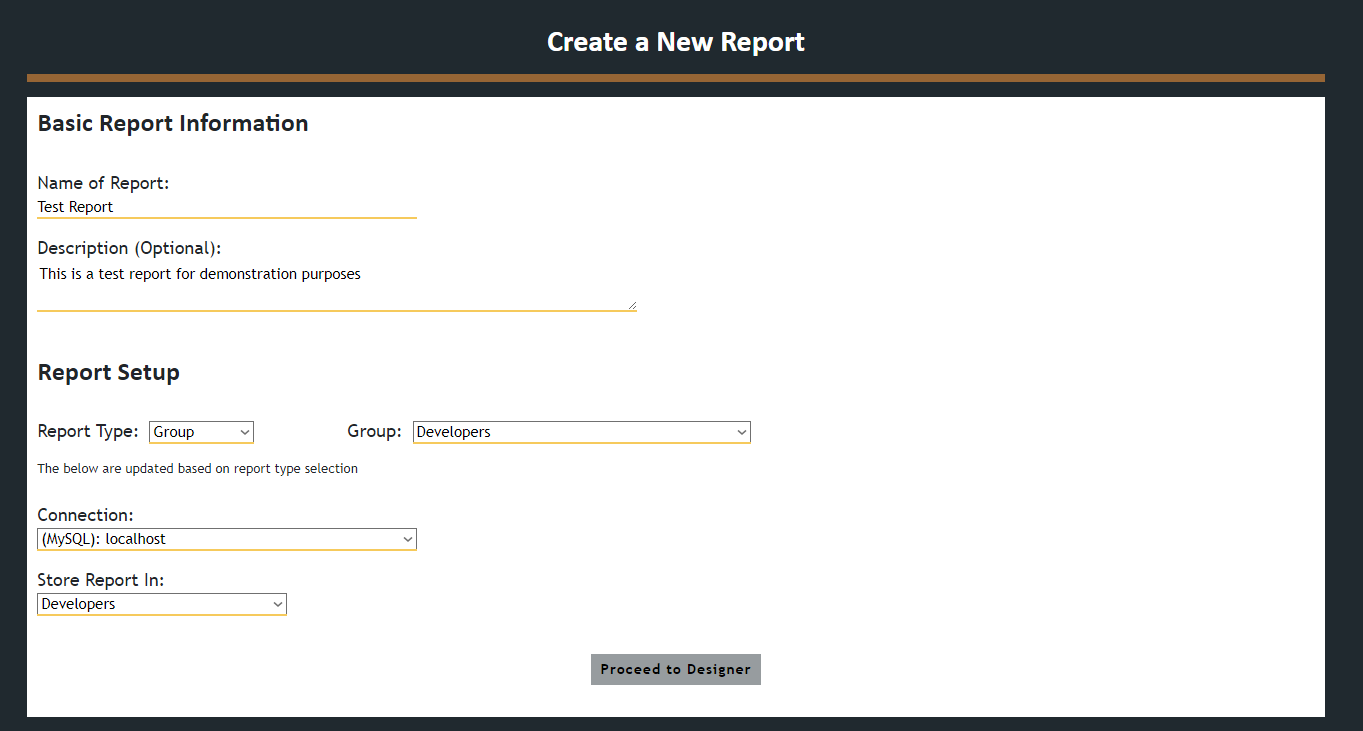 Create a New Report
Basic Report Information
Name of Report:
Test Report
Description (Optional):
This is a test report for demonstration purposes
Report Setup
Report Type: Group Group: Developers
The below are updated based on report type selection
Connection:
(MySQL): localhost
Store Report In:
Developers
Proceed to Designer